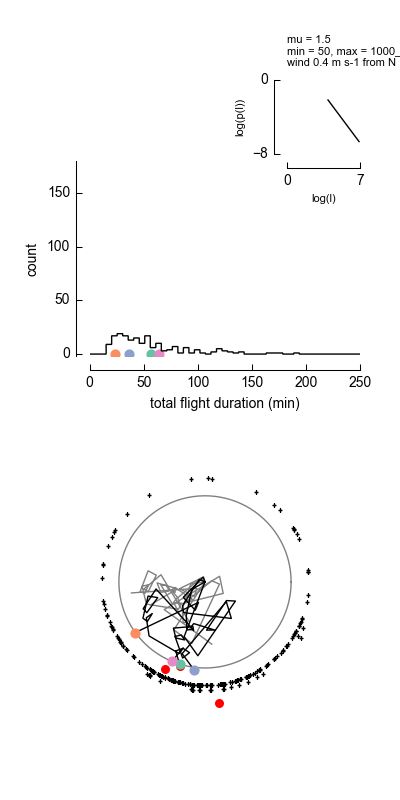 mu = 1.5
min = 50, max = 1000_
wind 0.4 m s-1 from N
0
−8
log(p(l))
0
7
log(l)
150
100
50
0
count
0
50
100
150
200
250
total flight duration (min)